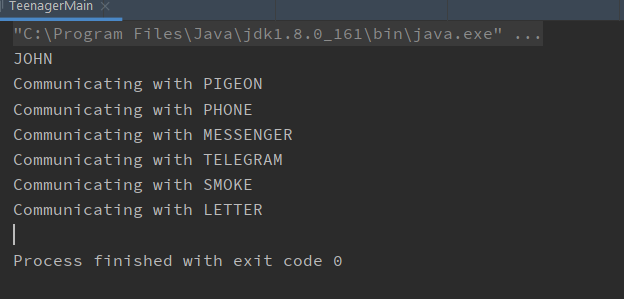 TeenagerMain
"C:\Program Files\Java\jdk1.8.0_161\bin\java.exe" ...
JOHN
Communicating with PIGEON
Communicating with PHONE
Communicating with MESSENGER
Communicating with TELEGRAM
Communicating with SMOKE
Communicating with LETTER
Process finished with exit code 0